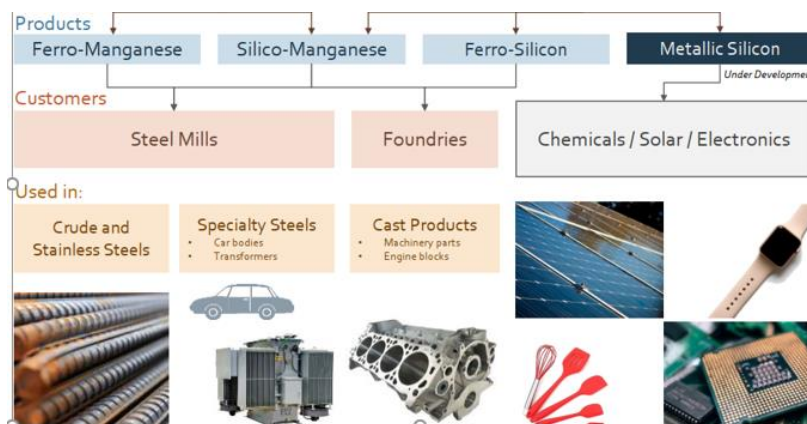 Products
Ferro-Manganese
Silico-Manganese
Ferro-Silicon
Metallic Silicon
Under Developmen
Customers
Steel Mills
Foundries
Chemicals / Solar / Electronics
Used in:
Crude and
Stainless Steels
Specialty Steels
• Car bodies
• Transformers
Cast Products
• Machinery parts
• Engine blocks